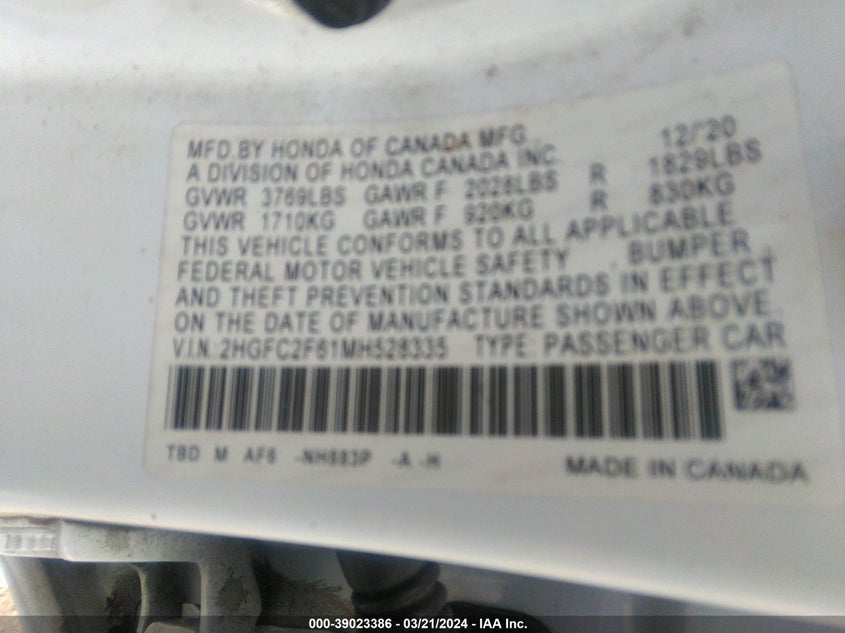 MFD. BY HONDA OF CANADA MFG. 12/'20
A DIVISION OF HONDA CANADA INC.
GVWR 3769LBS GAWR F 2028LBS R 1829LBS
GVWR 1710KG GAWR F 920KG R 830KG
THIS VEHICLE CONFORMS TO ALL APPLICABLE
FEDERAL MOTOR VEHICLE SAFETY BUMPER,
AND THEFT PREVENTION STANDARDS IN EFFECT
ON THE DATE OF MANUFACTURE SHOWN ABOVE.
V.I.N. 2HGFC2F61MH528335 TYPE: PASSENGER CAR
TBD M AF6 -NH883P -A -H
MADE IN CANADA
000-39023386 - 03/21/2024 - IAA Inc.